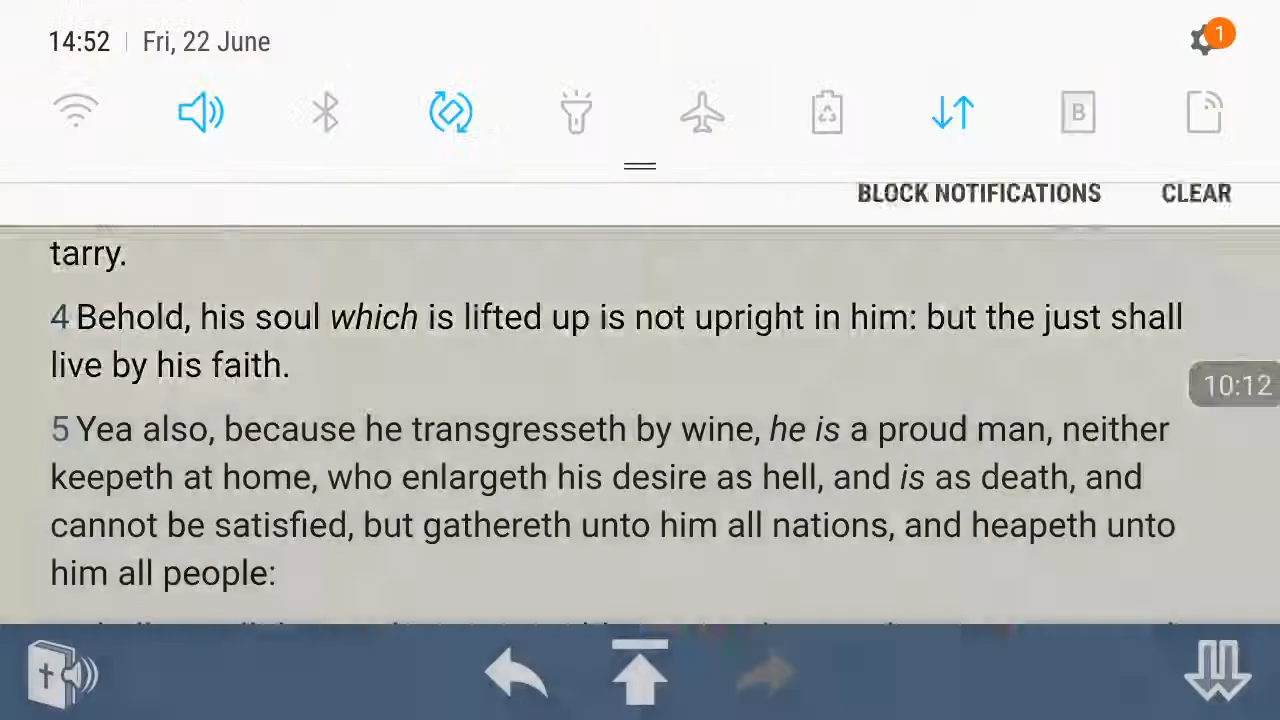 14:52 Fri, 22 June 1
B
BLOCK NOTIFICATIONS CLEAR
tarry.
4 Behold, his soul which is lifted up is not upright in him: but the just shall
live by his faith.
10:12
5 Yea also, because he transgresseth by wine, he is a proud man, neither
keepeth at home, who enlargeth his desire as hell, and is as death, and
cannot be satisfied, but gathereth unto him all nations, and heapeth unto
him all people: